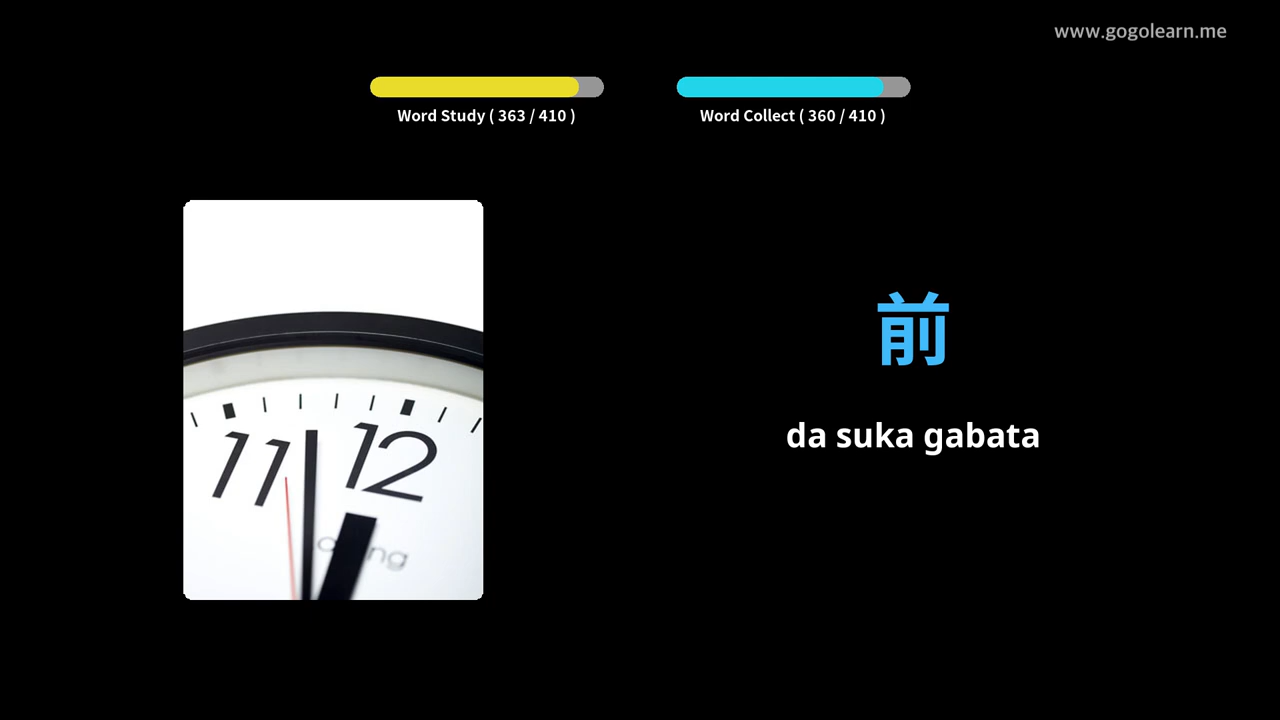 www.gogolearn.me
Word Study ( 363 / 410 )
Word Collect ( 360 / 410 )
11 12
前
da suka gabata